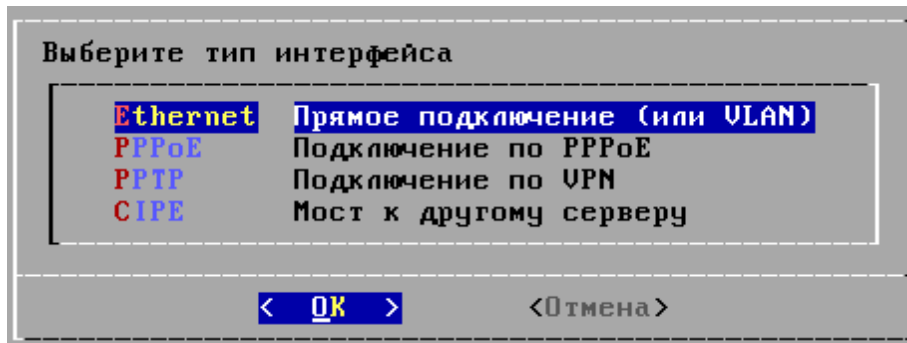 Выберите тип интерфейса
Ethernet Прямое подключение (или VLAN)
PPPoE Подключение по PPPoE
PPTP Подключение по VPN
CIPE Мост к другому серверу
< OK > <Отмена>